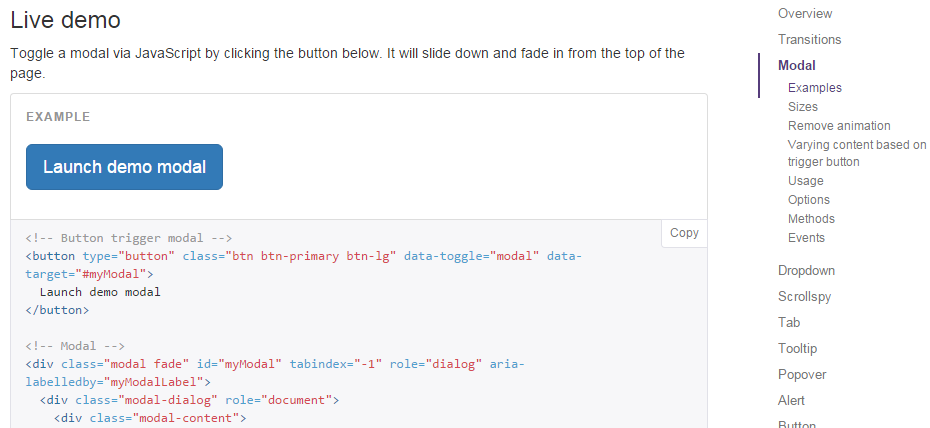 Live demo
Toggle a modal via JavaScript by clicking the button below. It will slide down and fade in from the top of the
page.
EXAMPLE
Launch demo modal
Copy
<!-- Button trigger modal -->
<button type="button" class="btn btn-primary btn-lg" data-toggle="modal" data-
target="#myModal">
  Launch demo modal
</button>
<!-- Modal -->
<div class="modal fade" id="myModal" tabindex="-1" role="dialog" aria-
labelledby="myModalLabel">
  <div class="modal-dialog" role="document">
    <div class="modal-content">
Overview
Transitions
Modal
Examples
Sizes
Remove animation
Varying content based on
trigger button
Usage
Options
Methods
Events
Dropdown
Scrollspy
Tab
Tooltip
Popover
Alert
Button